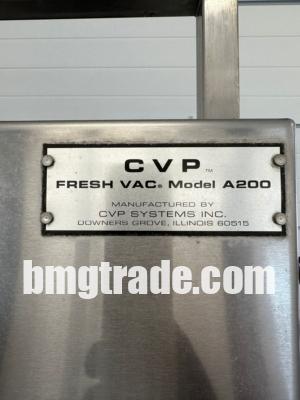 CVP™
FRESH VAC® Model A200
MANUFACTURED BY
CVP SYSTEMS INC.
DOWNERS GROVE, ILLINOIS 60515
bmgtrade.com